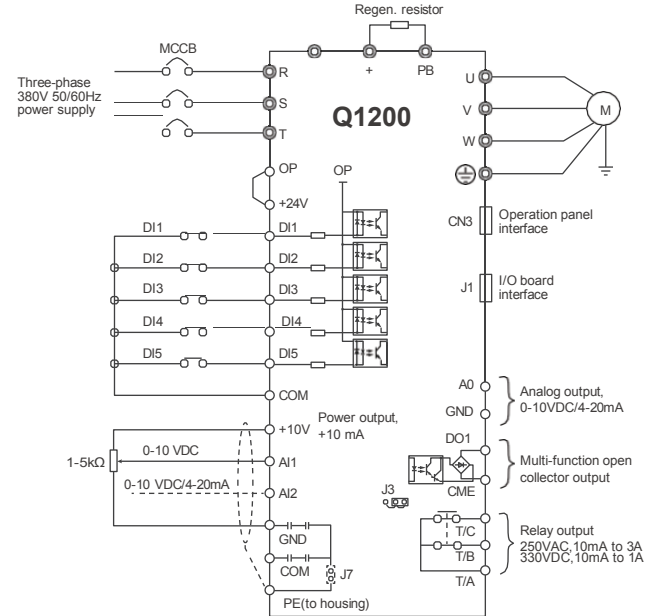 Regen. resistor
MCCB
+
PB
Three-phase
380V 50/60Hz
power supply
R
S
T
Q1200
U
V
W
M
OP
OP
+24V
CN3
Operation panel
interface
DI1
DI1
DI2
DI2
DI3
DI3
DI4
DI4
DI5
DI5
J1
I/O board
interface
COM
A0
GND
Analog output,
0-10VDC/4-20mA
+10V
Power output,
+10 mA
1-5kΩ
0-10 VDC
AI1
0-10 VDC/4-20mA
AI2
DO1
CME
Multi-function open
collector output
J3
GND
COM
J7
PE(to housing)
T/C
T/B
T/A
Relay output
250VAC,10mA to 3A
330VDC,10mA to 1A